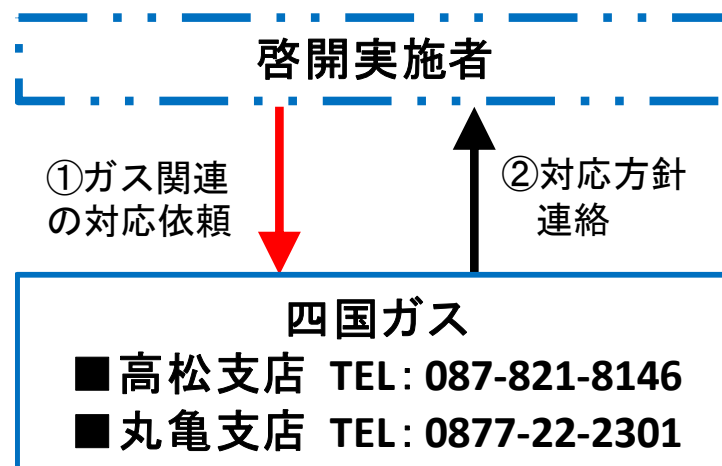 啓開実施者
①ガス関連
の対応依頼
②対応方針
連絡
四国ガス
■高松支店 TEL：087-821-8146
■丸亀支店 TEL：0877-22-2301